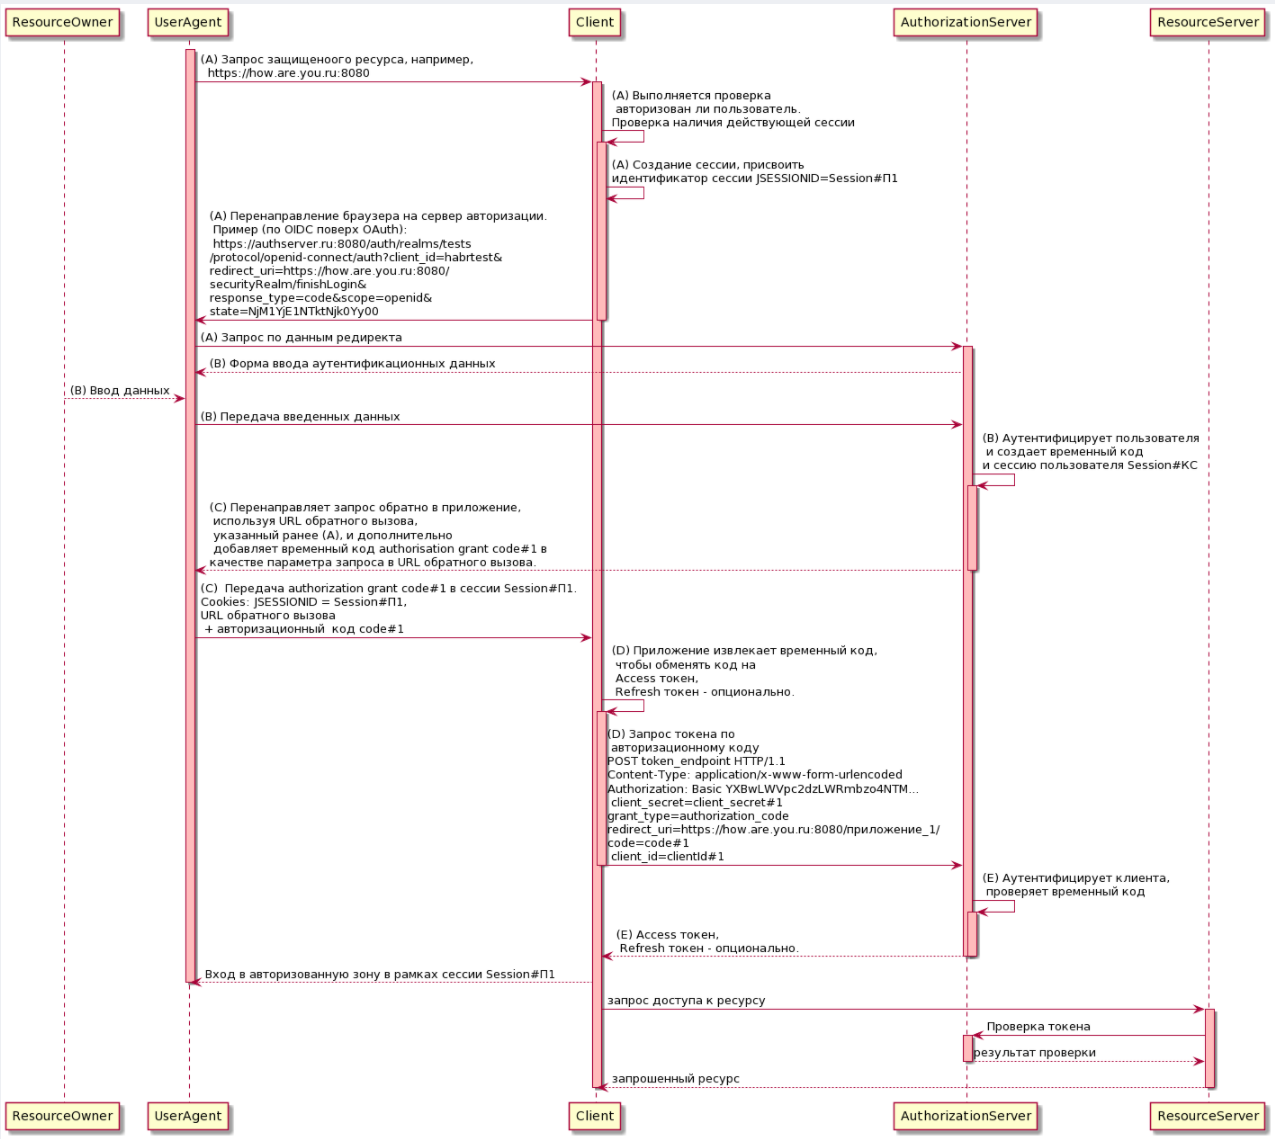 ResourceOwner
UserAgent
Client
AuthorizationServer
ResourceServer
(A) Запрос защищеноого ресурса, например,
https://how.are.you.ru:8080
(A) Выполняется проверка
авторизован ли пользователь.
Проверка наличия действующей сессии
(A) Создание сессии, присвоить
идентификатор сессии JSESSIONID=Session#П1
(A) Перенаправление браузера на сервер авторизации.
Пример (по OIDC поверх OAuth):
https://authserver.ru:8080/auth/realms/tests
/protocol/openid-connect/auth?client_id=habrtest&
redirect_uri=https://how.are.you.ru:8080/
securityRealm/finishLogin&
response_type=code&scope=openid&
state=NjM1YjE1NTktNjk0Yy00
(A) Запрос по данным редиректа
(B) Форма ввода аутентификационных данных
(B) Ввод данных
(B) Передача введенных данных
(B) Аутентифицирует пользователя
и создает временный код
и сессию пользователя Session#КС
(C) Перенаправляет запрос обратно в приложение,
используя URL обратного вызова,
указанный ранее (A), и дополнительно
добавляет временный код authorisation grant code#1 в
качестве параметра запроса в URL обратного вызова.
(C) Передача authorization grant code#1 в сессии Session#П1.
Cookies: JSESSIONID = Session#П1,
URL обратного вызова
+ авторизационный код code#1
(D) Приложение извлекает временный код,
чтобы обменять код на
Access токен,
Refresh токен - опционально.
(D) Запрос токена по
авторизационному коду
POST token_endpoint HTTP/1.1
Content-Type: application/x-www-form-urlencoded
Authorization: Basic YXBwLWVpc2dzLWRmbzo4NTM...
client_secret=client_secret#1
grant_type=authorization_code
redirect_uri=https://how.are.you.ru:8080/приложение_1/
code=code#1
client_id=clientId#1
(E) Аутентифицирует клиента,
проверяет временный код
(E) Access токен,
Refresh токен - опционально.
Вход в авторизованную зону в рамках сессии Session#П1
запрос доступа к ресурсу
Проверка токена
результат проверки
запрошенный ресурс
ResourceOwner
UserAgent
Client
AuthorizationServer
ResourceServer